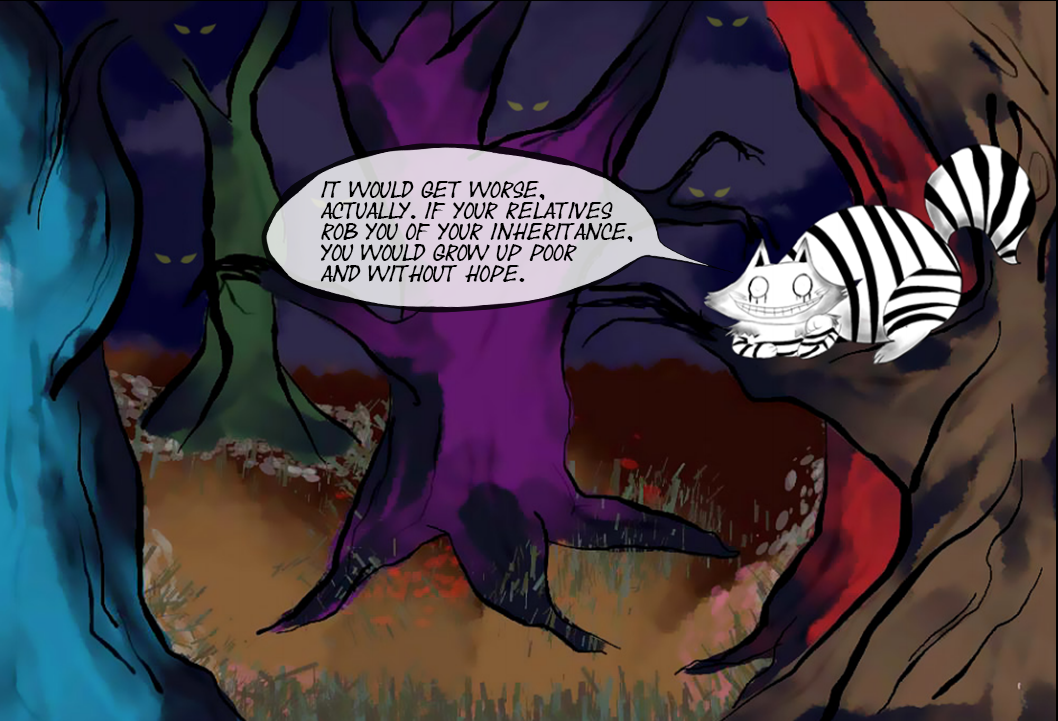 IT WOULD GET WORSE,
ACTUALLY. IF YOUR RELATIVES
ROB YOU OF YOUR INHERITANCE,
YOU WOULD GROW UP POOR
AND WITHOUT HOPE.